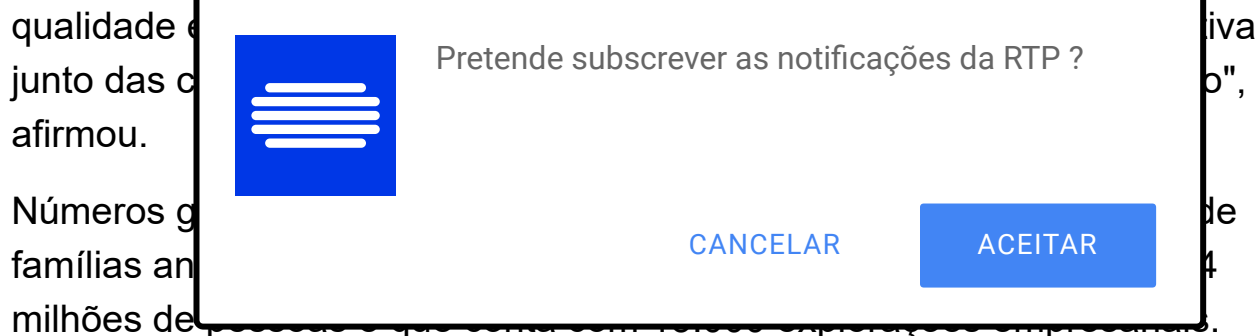 qualidade
iva
Pretende subscrever as notificações da RTP ?
junto das
o",
afirmou.
Números
de
CANCELAR
ACEITAR
famílias
4
milhões de